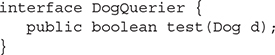 interface DogQuerier {
    public boolean test(Dog d);
}